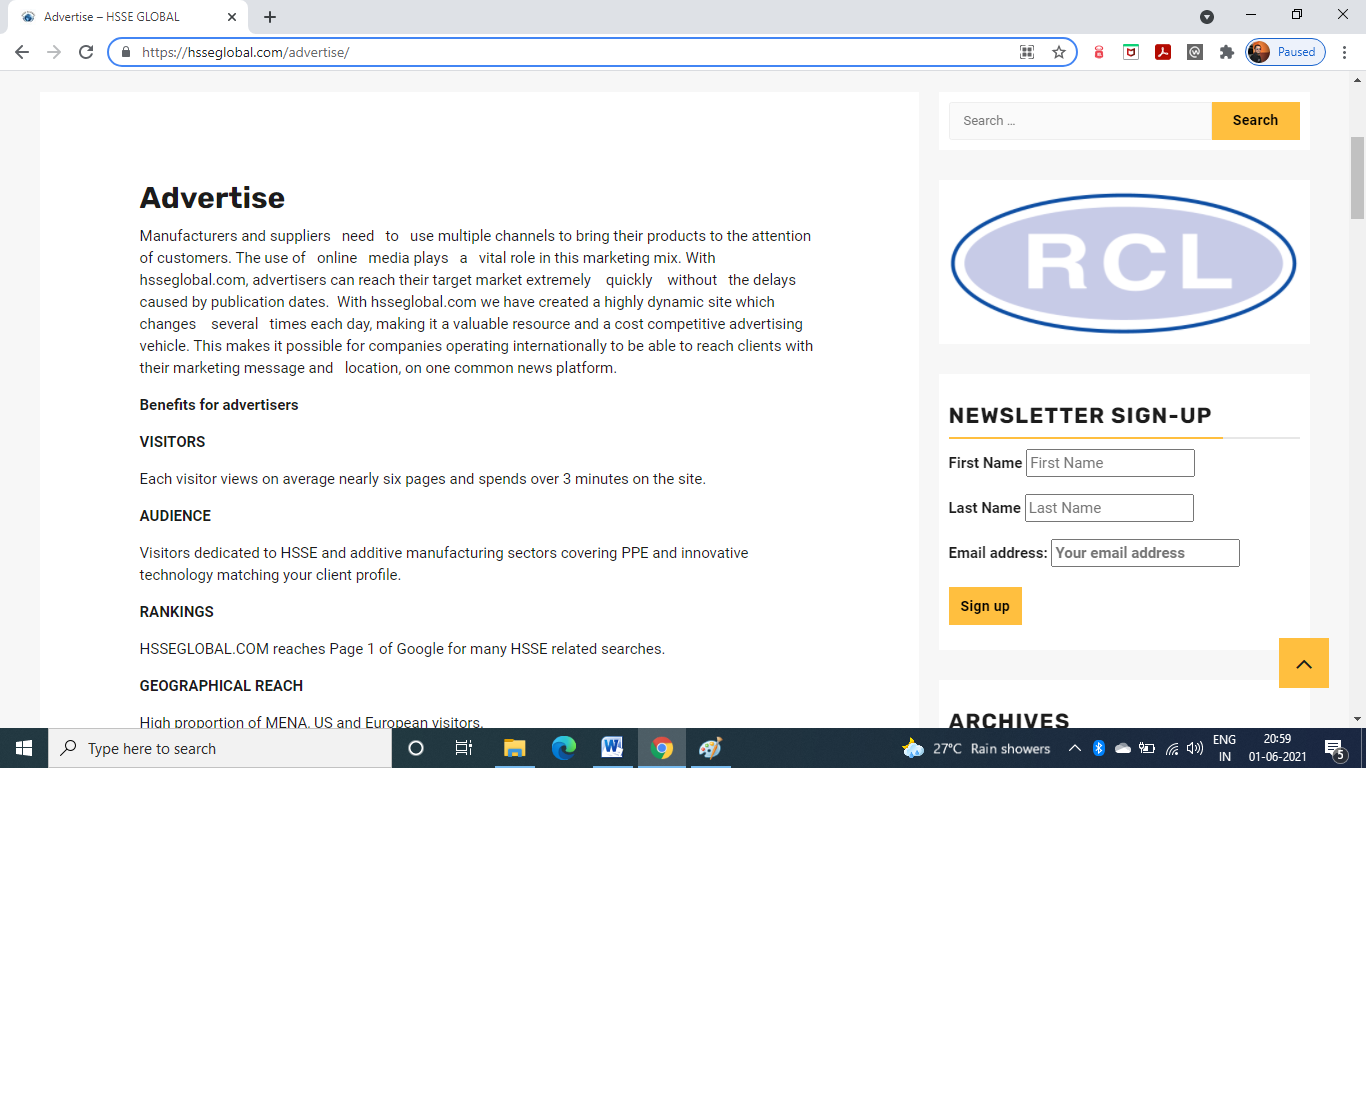 Advertise – HSSE GLOBAL
https://hsseglobal.com/advertise/
Paused
Advertise
Manufacturers and suppliers need to use multiple channels to bring their products to the attention
of customers. The use of online media plays a vital role in this marketing mix. With
hsseglobal.com, advertisers can reach their target market extremely quickly without the delays
caused by publication dates. With hsseglobal.com we have created a highly dynamic site which
changes several times each day, making it a valuable resource and a cost competitive advertising
vehicle. This makes it possible for companies operating internationally to be able to reach clients with
their marketing message and location, on one common news platform.
Benefits for advertisers
VISITORS
Each visitor views on average nearly six pages and spends over 3 minutes on the site.
AUDIENCE
Visitors dedicated to HSSE and additive manufacturing sectors covering PPE and innovative
technology matching your client profile.
RANKINGS
HSSEGLOBAL.COM reaches Page 1 of Google for many HSSE related searches.
GEOGRAPHICAL REACH
High proportion of MENA, US and European visitors.
Search ...
Search
RCL
NEWSLETTER SIGN-UP
First Name First Name
Last Name Last Name
Email address: Your email address
Sign up
ARCHIVES
Type here to search
27°C Rain showers
ENG
IN
20:59
01-06-2021
5